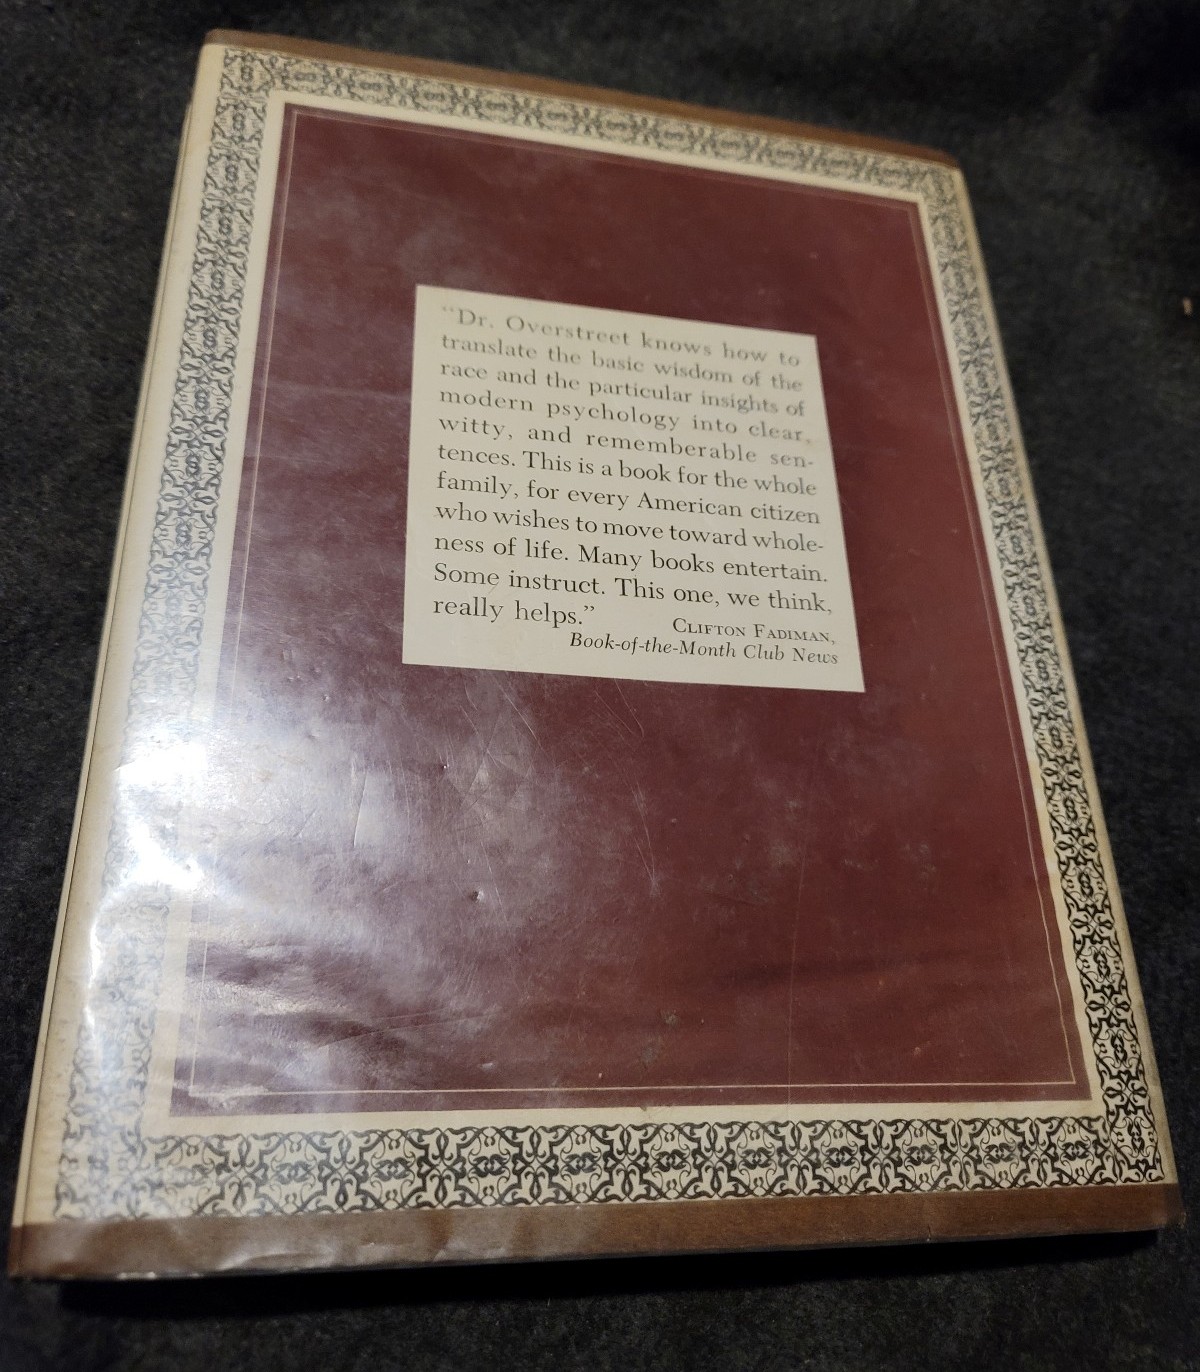 "Dr. Overstreet knows how to
translate the basic wisdom of the
race and the particular insights of
modern psychology into clear,
witty, and rememberable sen-
tences. This is a book for the whole
family, for every American citizen
who wishes to move toward whole-
ness of life. Many books entertain.
Some instruct. This one, we think,
really helps."
CLIFTON FADIMAN,
Book-of-the-Month Club News